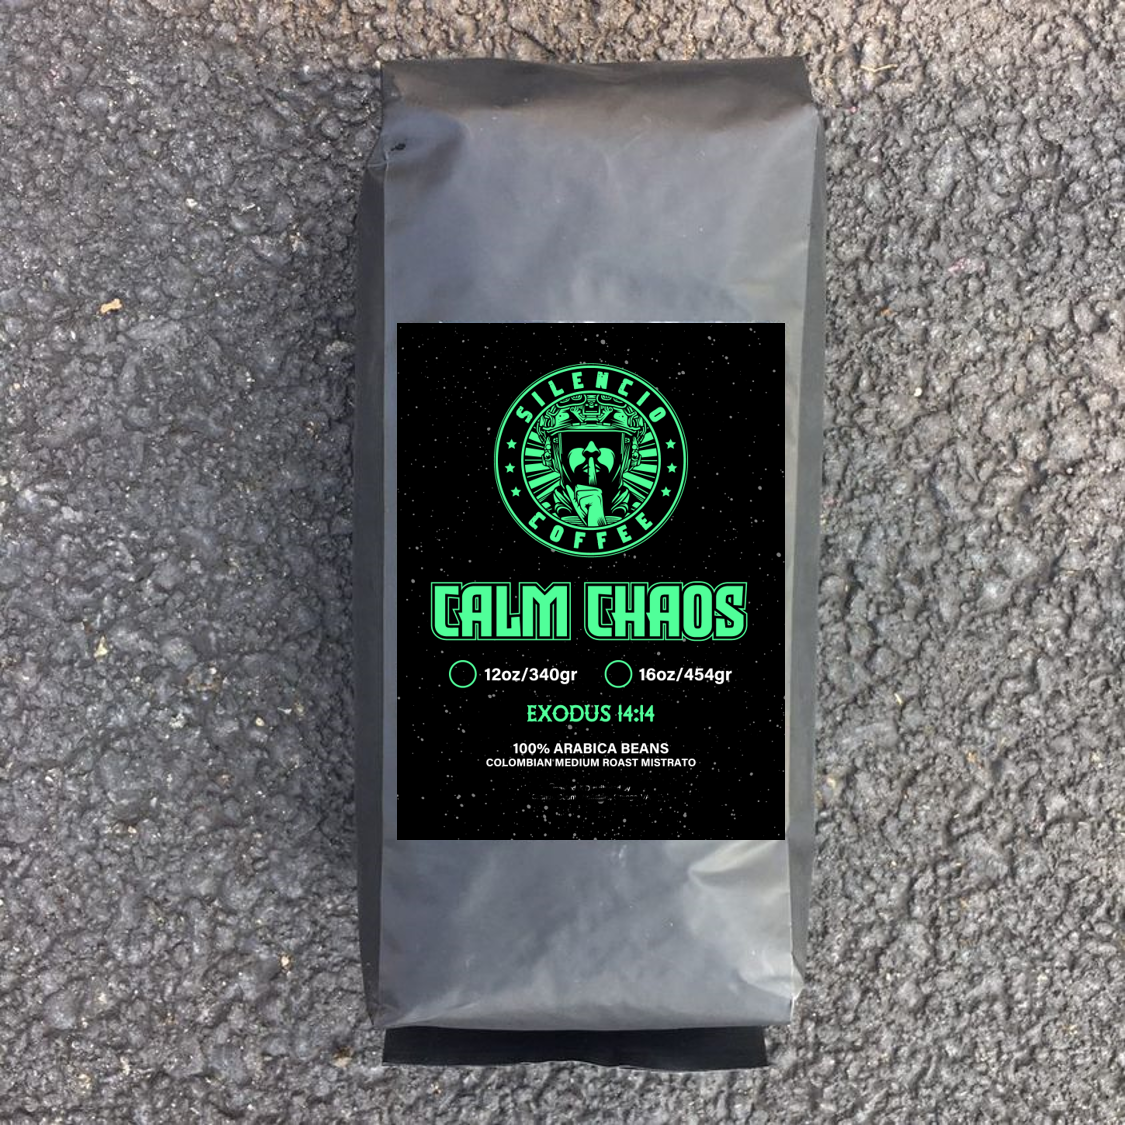 SILENCIO
COFFEE
CALM CHAOS
12oz/340gr 16oz/454gr
EXODUS 14:14
100% ARABICA BEANS
COLOMBIAN MEDIUM ROAST MISTRATO